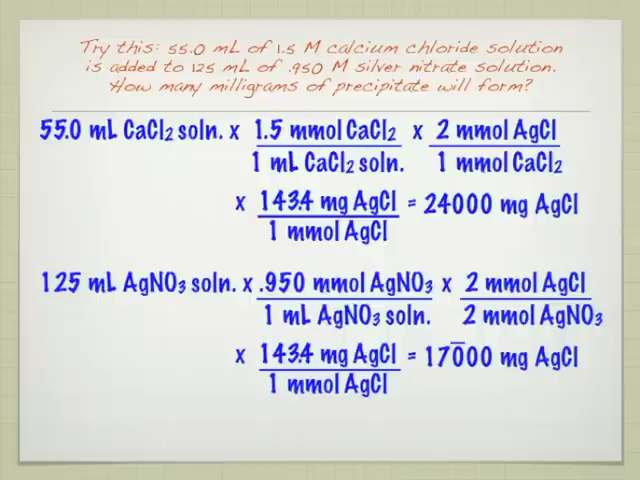 Try this: 55.0 mL of 1.5 M calcium chloride solution
is added to 125 mL of .950 M silver nitrate solution.
How many milligrams of precipitate will form?
55.0 mL CaCl₂ soln. x 1.5 mmol CaCl₂ x 2 mmol AgCl
1 mL CaCl₂ soln. 1 mmol CaCl₂
x 143.4 mg AgCl = 24000 mg AgCl
1 mmol AgCl
125 mL AgNO₃ soln. x .950 mmol AgNO₃ x 2 mmol AgCl
1 mL AgNO₃ soln. 2 mmol AgNO₃
x 143.4 mg AgCl = 170̅00 mg AgCl
1 mmol AgCl